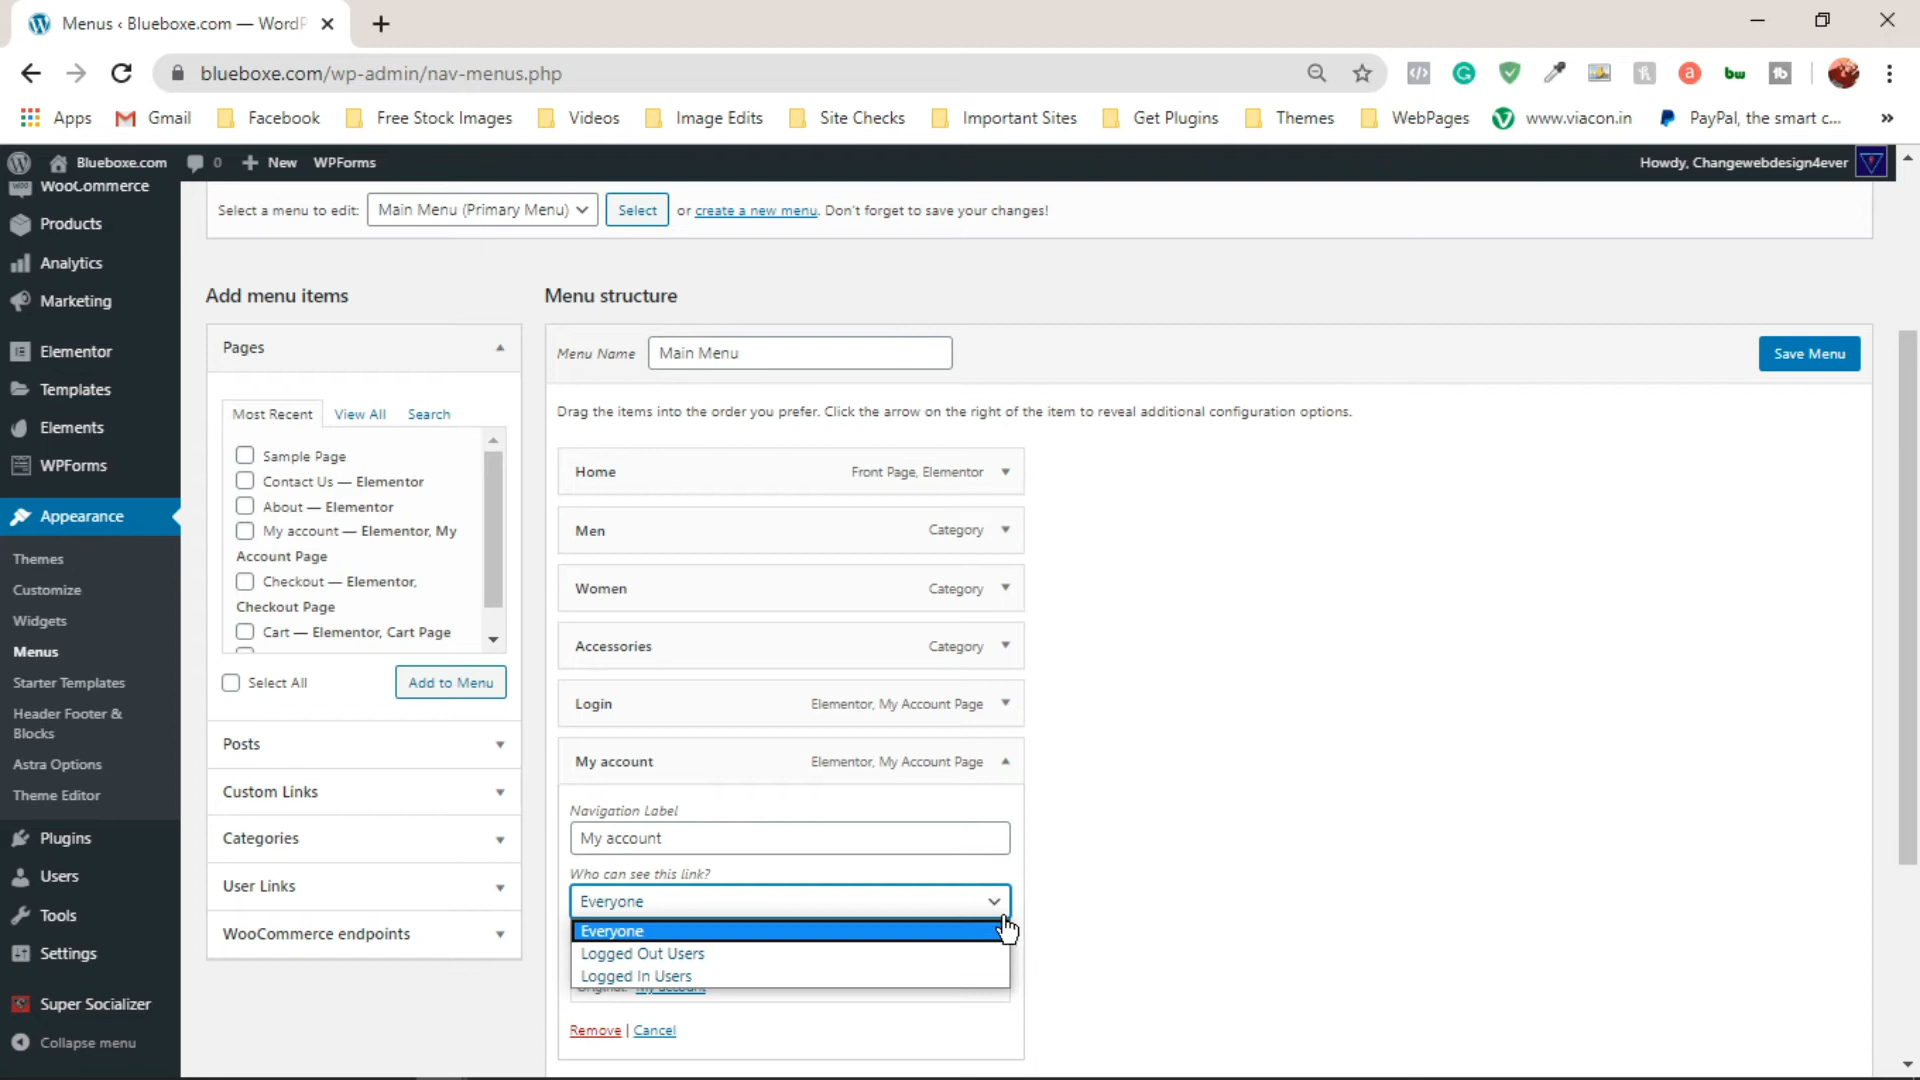 Menus ‹ Blueboxe.com — WordP
blueboxe.com/wp-admin/nav-menus.php
Apps
Gmail
Facebook
Free Stock Images
Videos
Image Edits
Site Checks
Important Sites
Get Plugins
Themes
WebPages
www.viacon.in
PayPal, the smart c...
»
Blueboxe.com
0
New
WPForms
Howdy, Changewebdesign4ever
WooCommerce
Products
Analytics
Marketing
Elementor
Templates
Elements
WPForms
Appearance
Themes
Customize
Widgets
Menus
Starter Templates
Header Footer &
Blocks
Astra Options
Theme Editor
Plugins
Users
Tools
Settings
Super Socializer
Collapse menu
Select a menu to edit: Main Menu (Primary Menu) Select or create a new menu. Don't forget to save your changes!
Add menu items
Pages
Most Recent View All Search
Sample Page
Contact Us — Elementor
About — Elementor
My account — Elementor, My
Account Page
Checkout — Elementor,
Checkout Page
Cart — Elementor, Cart Page
Select All
Add to Menu
Posts
Custom Links
Categories
User Links
WooCommerce endpoints
Menu structure
Menu Name Main Menu
Save Menu
Drag the items into the order you prefer. Click the arrow on the right of the item to reveal additional configuration options.
Home Front Page, Elementor
Men Category
Women Category
Accessories Category
Login Elementor, My Account Page
My account Elementor, My Account Page
Navigation Label
My account
Who can see this link?
Everyone
Everyone
Logged Out Users
Logged In Users
Original: My account
Remove | Cancel